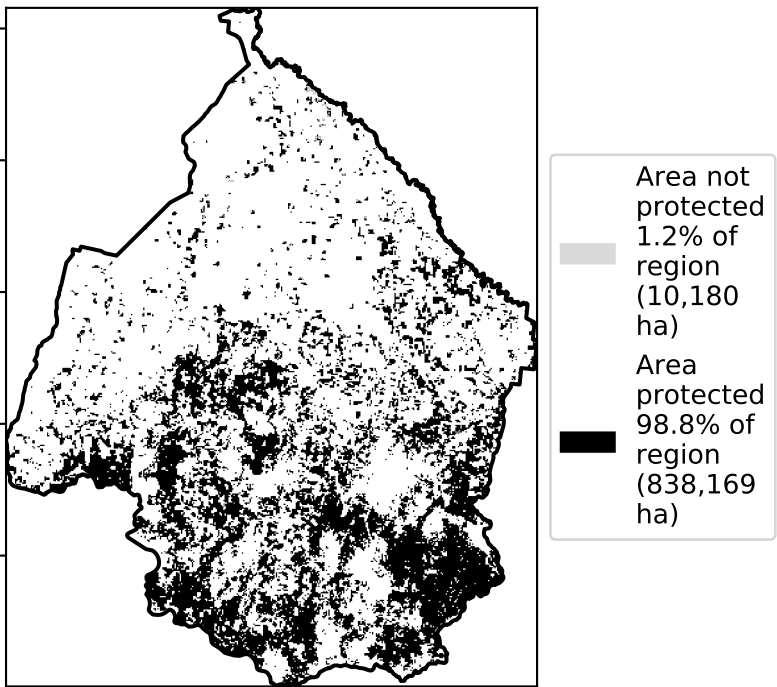 Area not
protected
1.2% of
region
(10,180
ha)
Area
protected
98.8% of
region
(838,169
ha)